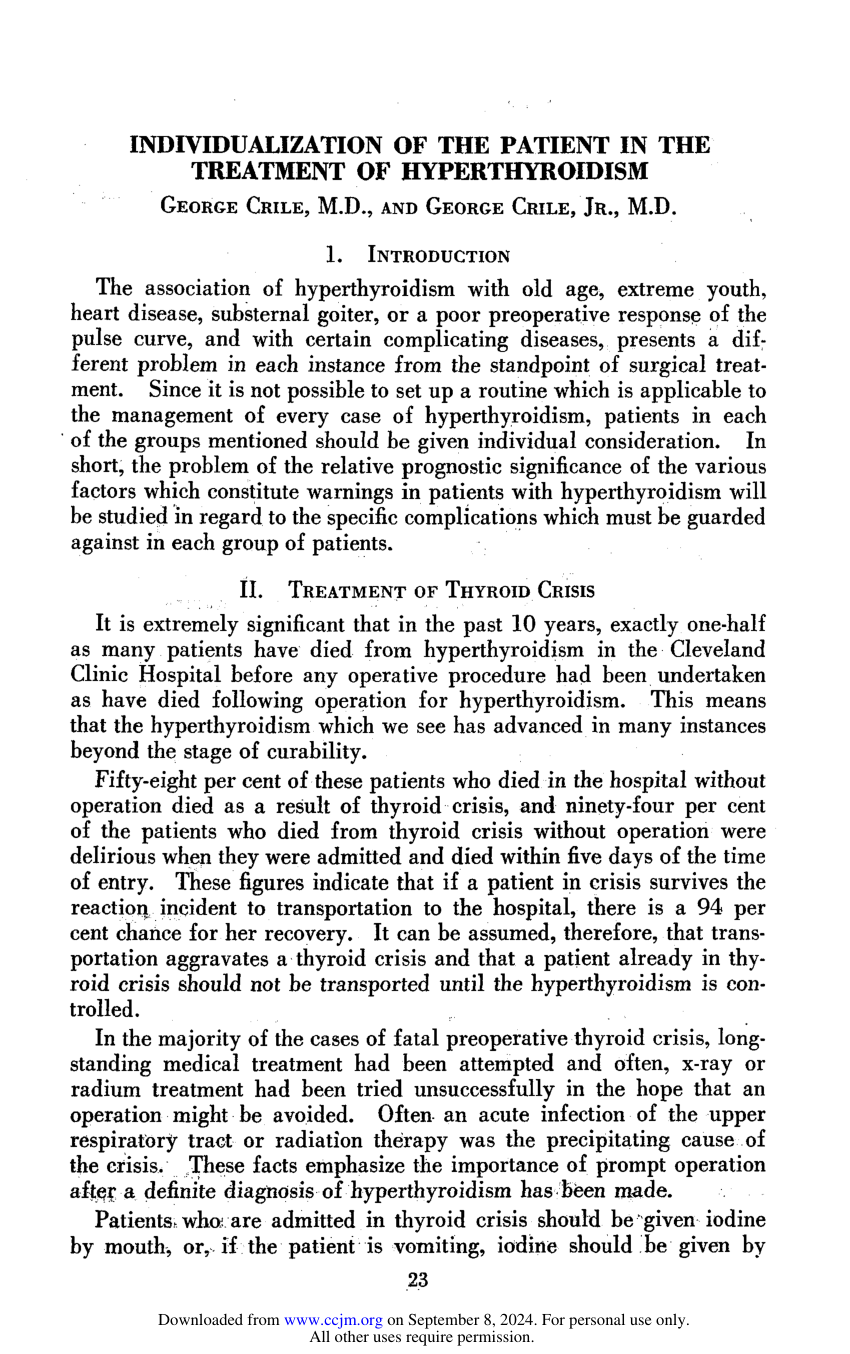 INDIVIDUALIZATION OF THE PATIENT IN THE
TREATMENT OF HYPERTHYROIDISM
GEORGE CRILE, M.D., AND GEORGE CRILE, JR., M.D.
1. INTRODUCTION
The association of hyperthyroidism with old age, extreme youth,
heart disease, substernal goiter, or a poor preoperative response of the
pulse curve, and with certain complicating diseases, presents a dif-
ferent problem in each instance from the standpoint of surgical treat-
ment. Since it is not possible to set up a routine which is applicable to
the management of every case of hyperthyroidism, patients in each
of the groups mentioned should be given individual consideration. In
short, the problem of the relative prognostic significance of the various
factors which constitute warnings in patients with hyperthyroidism will
be studied in regard to the specific complications which must be guarded
against in each group of patients.
II. TREATMENT OF THYROID CRISIS
It is extremely significant that in the past 10 years, exactly one-half
as many patients have died from hyperthyroidism in the Cleveland
Clinic Hospital before any operative procedure had been undertaken
as have died following operation for hyperthyroidism. This means
that the hyperthyroidism which we see has advanced in many instances
beyond the stage of curability.
Fifty-eight per cent of these patients who died in the hospital without
operation died as a result of thyroid crisis, and ninety-four per cent
of the patients who died from thyroid crisis without operation were
delirious when they were admitted and died within five days of the time
of entry. These figures indicate that if a patient in crisis survives the
reaction incident to transportation to the hospital, there is a 94 per
cent chance for her recovery. It can be assumed, therefore, that trans-
portation aggravates a thyroid crisis and that a patient already in thy-
roid crisis should not be transported until the hyperthyroidism is con-
trolled.
In the majority of the cases of fatal preoperative thyroid crisis, long-
standing medical treatment had been attempted and often, x-ray or
radium treatment had been tried unsuccessfully in the hope that an
operation might be avoided. Often an acute infection of the upper
respiratory tract or radiation therapy was the precipitating cause of
the crisis. These facts emphasize the importance of prompt operation
after a definite diagnosis of hyperthyroidism has been made.
Patients who are admitted in thyroid crisis should be given iodine
by mouth, or, if the patient is vomiting, iodine should be given by
23
Downloaded from www.ccjm.org on September 8, 2024. For personal use only.
All other uses require permission.